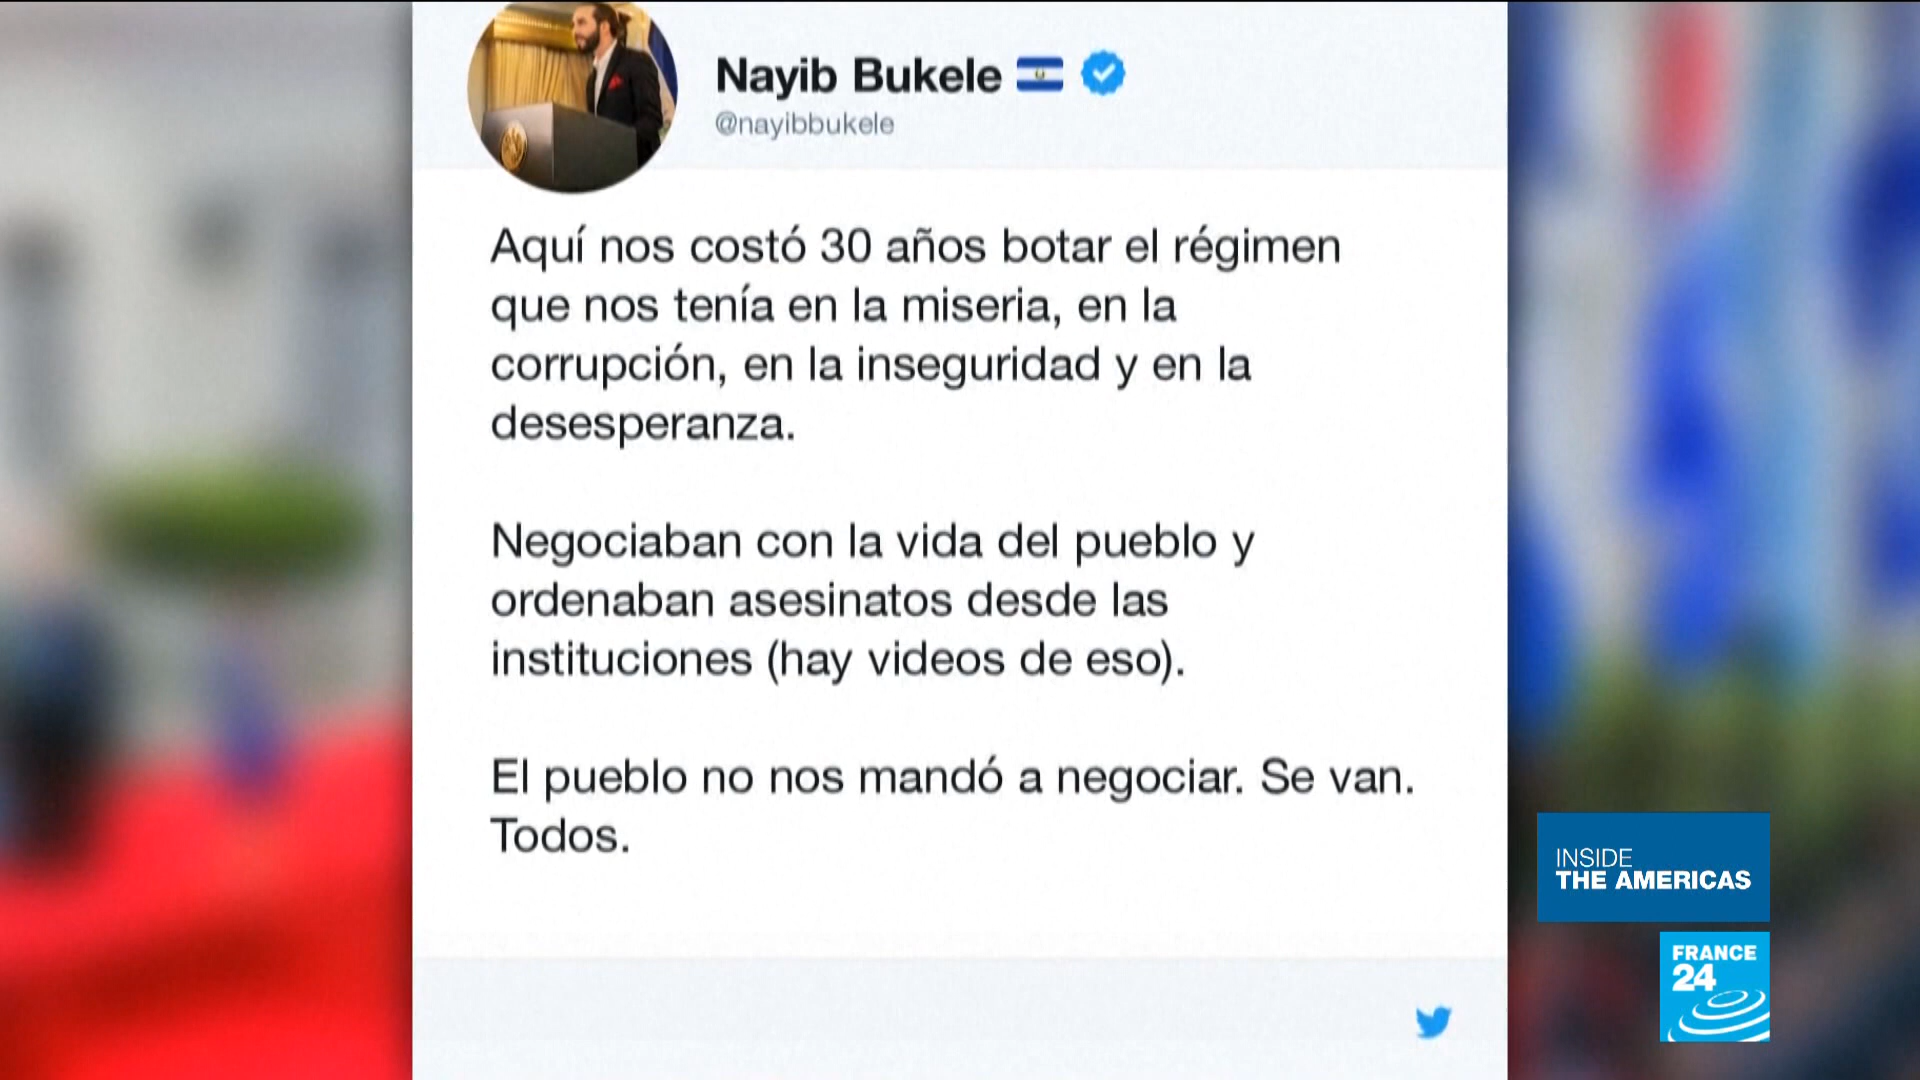 Nayib Bukele
@nayibbukele
Aquí nos costó 30 años botar el régimen
que nos tenía en la miseria, en la
corrupción, en la inseguridad y en la
desesperanza.
Negociaban con la vida del pueblo y
ordenaban asesinatos desde las
instituciones (hay videos de eso).
El pueblo no nos mandó a negociar. Se van.
Todos.
INSIDE
THE AMERICAS
FRANCE
24